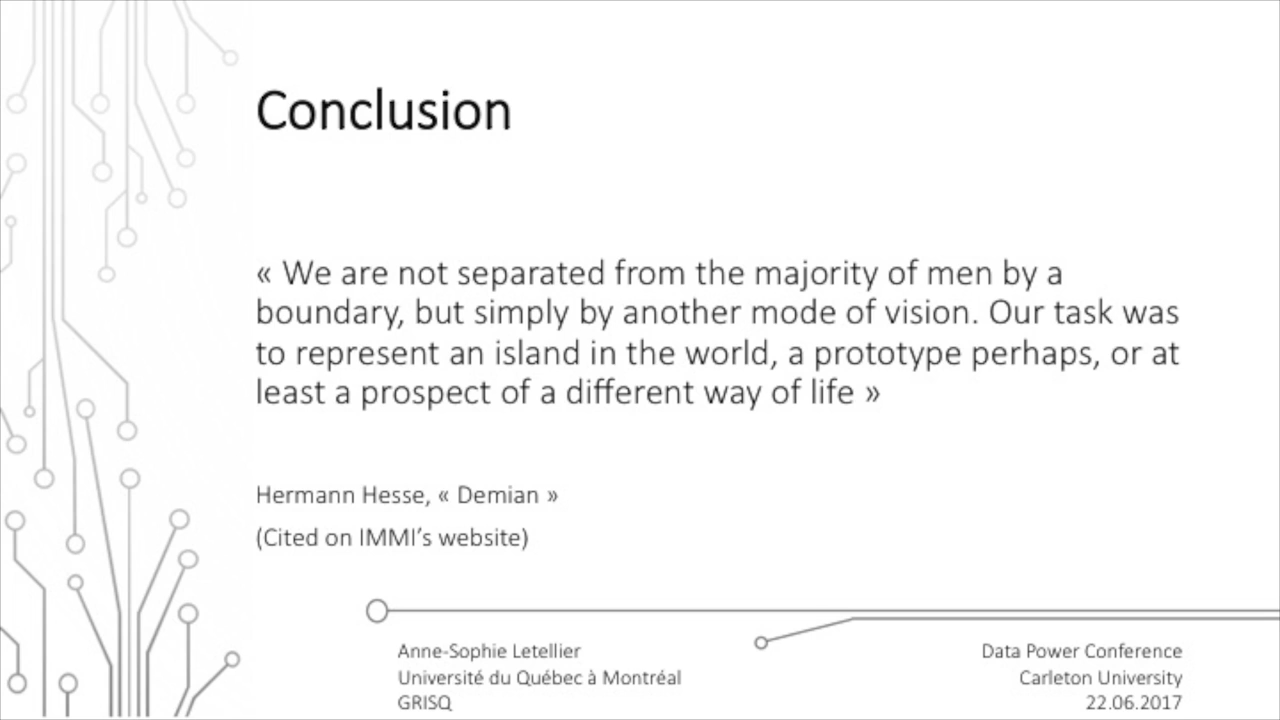 Conclusion
« We are not separated from the majority of men by a
boundary, but simply by another mode of vision. Our task was
to represent an island in the world, a prototype perhaps, or at
least a prospect of a different way of life »
Hermann Hesse, « Demian »
(Cited on IMMI’s website)
Anne-Sophie Letellier
Université du Québec à Montréal
GRISQ
Data Power Conference
Carleton University
22.06.2017